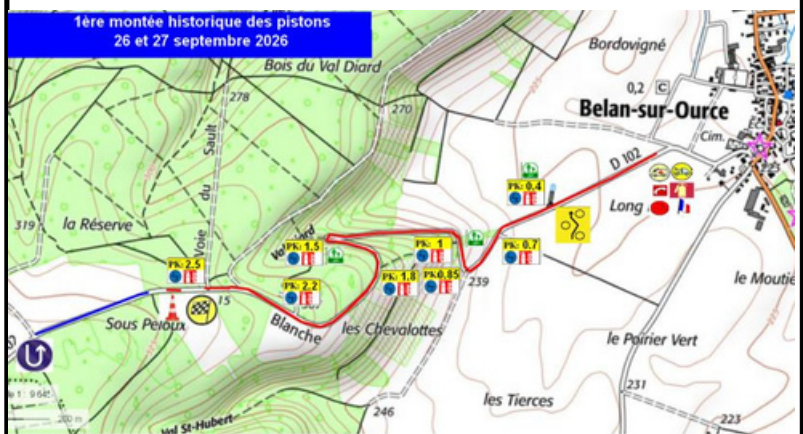 1ère montée historique des pistons
26 et 27 septembre 2026
Bordovigné
Bois du Val Diard
0,2 C
Belan-sur-Ource
278
270
Cim.
D 102
Voie du Sault
PK: 0.4
Long
la Réserve
319
PK: 1.5
PK: 1
PK: 0.7
PK: 2.5
PK: 2.2
PK: 1.8
PK:0.85
239
le Moutie
15
Sous Peloux
Blanche
les Chevalottes
le Poirier Vert
231
les Tierces
246
223
Val St-Hubert
200 m